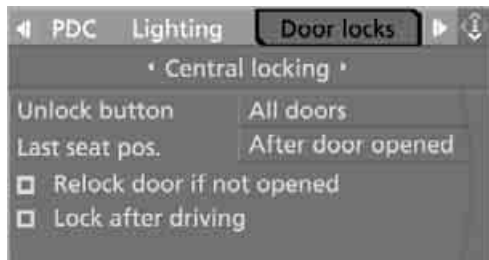 PDC Lighting Door locks
• Central locking •
Unlock button All doors
Last seat pos. After door opened
Relock door if not opened
Lock after driving